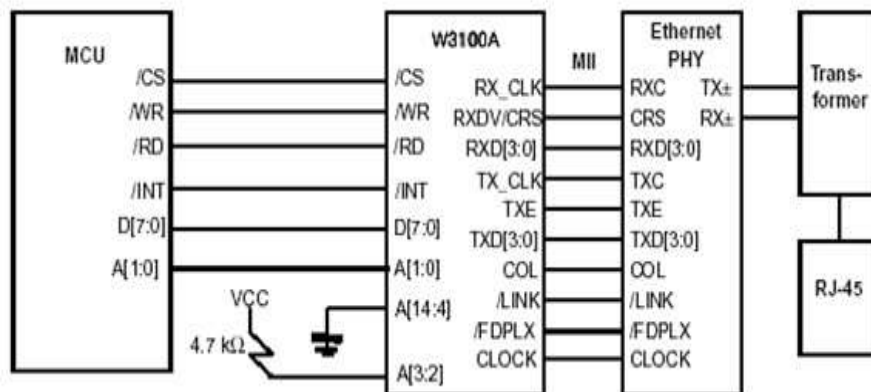 MCU
/CS
/WR
/RD
/INT
D[7:0]
A[1:0]
VCC
4.7 kΩ
W3100A
/CS
/WR
/RD
/INT
D[7:0]
A[1:0]
A[14:4]
A[3:2]
RX_CLK
RXDV/CRS
RXD[3:0]
TX_CLK
TXE
TXD[3:0]
COL
/LINK
/FDPLX
CLOCK
MII
Ethernet
PHY
RXC TX±
CRS RX±
RXD[3:0]
TXC
TXE
TXD[3:0]
COL
/LINK
/FDPLX
CLOCK
Trans-
former
RJ-45